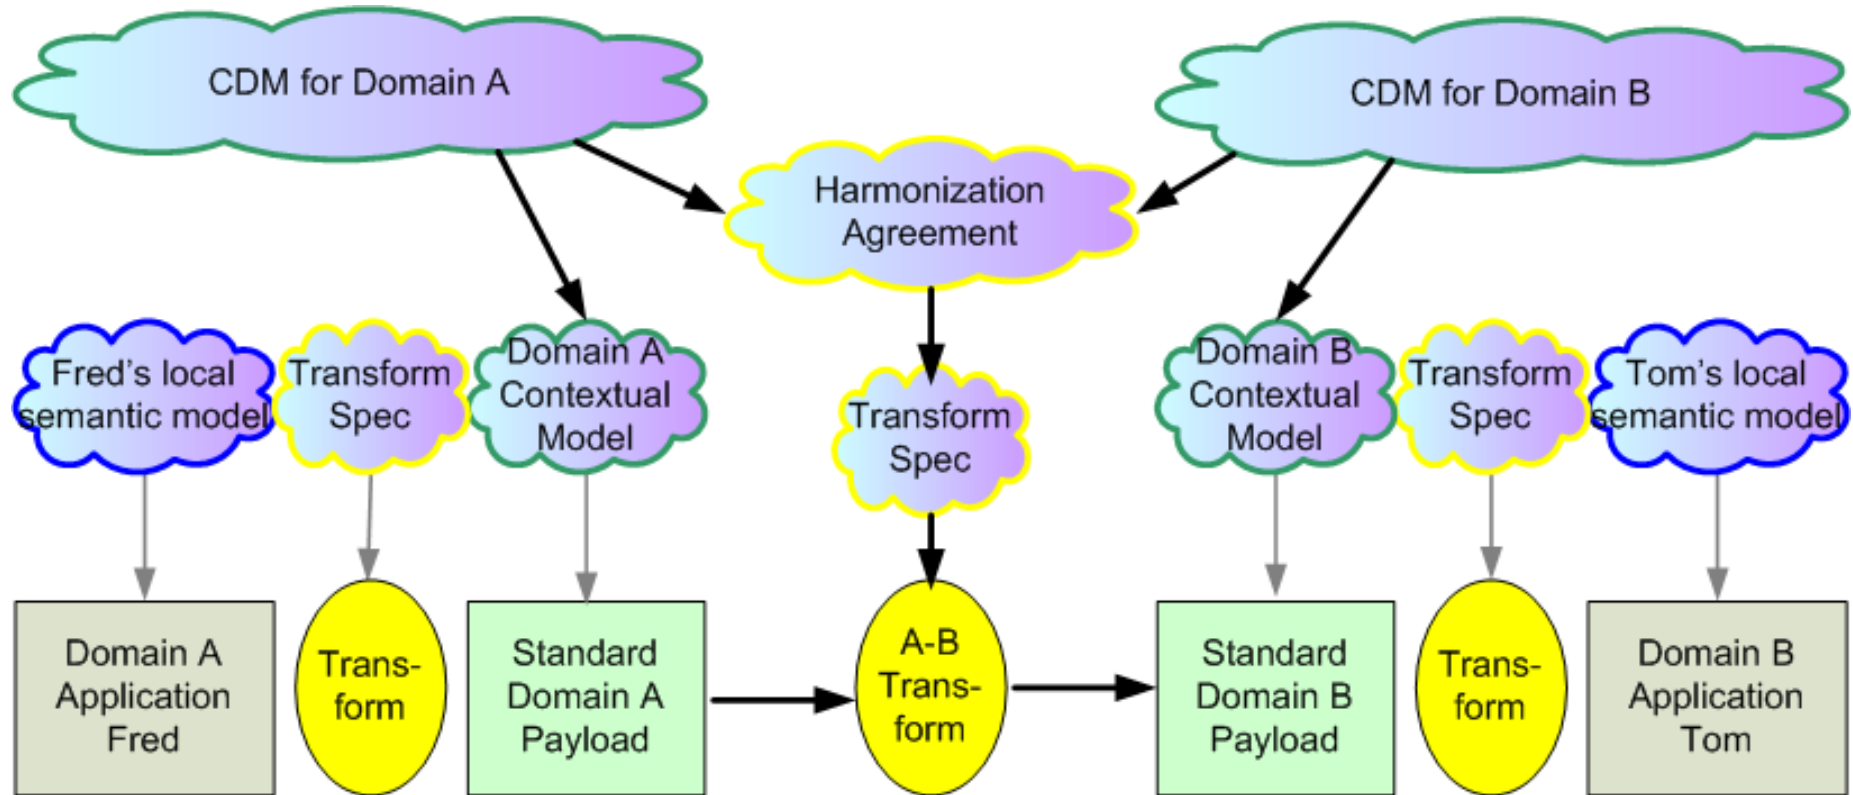 CDM for Domain A
CDM for Domain B
Harmonization
Agreement
Fred's local
semantic model
Transform
Spec
Domain A
Contextual
Model
Transform
Spec
Domain B
Contextual
Model
Transform
Spec
Tom's local
semantic model
Domain A
Application
Fred
Trans-
form
Standard
Domain A
Payload
A-B
Trans-
form
Standard
Domain B
Payload
Trans-
form
Domain B
Application
Tom